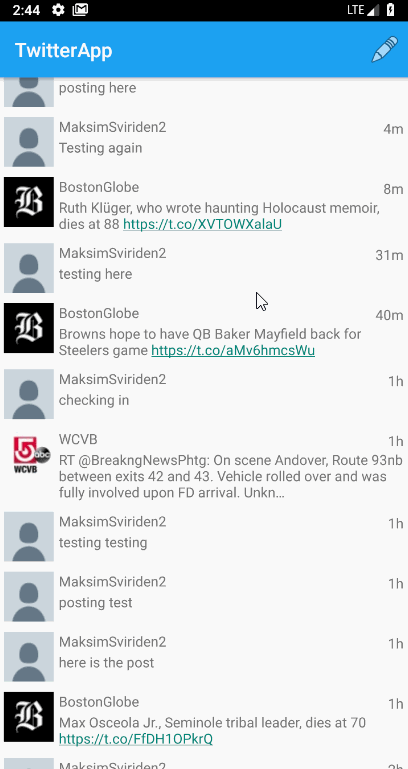 2:44
LTE
TwitterApp
posting here
MaksimSviriden2 4m
Testing again
BostonGlobe 8m
Ruth Klüger, who wrote haunting Holocaust memoir,
dies at 88 https://t.co/XVTOWXalaU
MaksimSviriden2 31m
testing here
BostonGlobe 40m
Browns hope to have QB Baker Mayfield back for
Steelers game https://t.co/aMv6hmcsWu
MaksimSviriden2 1h
checking in
WCVB 1h
5 abc
WCVB
RT @BreakngNewsPhtg: On scene Andover, Route 93nb
between exits 42 and 43. Vehicle rolled over and was
fully involved upon FD arrival. Unkn…
MaksimSviriden2 1h
testing testing
MaksimSviriden2 1h
posting test
MaksimSviriden2 1h
here is the post
BostonGlobe 1h
Max Osceola Jr., Seminole tribal leader, dies at 70
https://t.co/FfDH1OPkrQ
MaksimSviriden2 2h